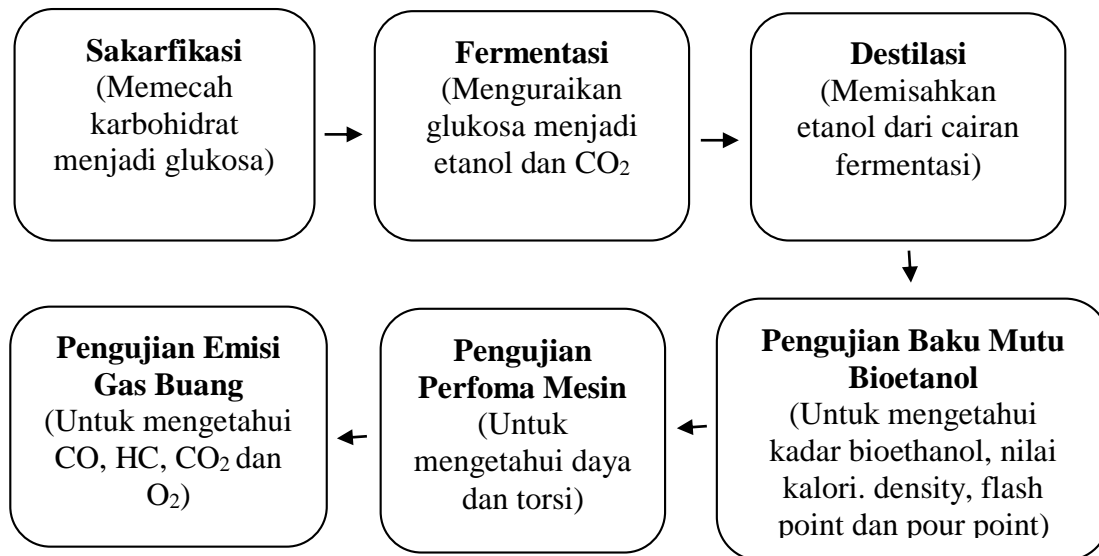 Sakarfikasi
(Memecah
karbohidrat
menjadi glukosa)
Fermentasi
(Menguraikan
glukosa menjadi
etanol dan CO₂
Destilasi
(Memisahkan
etanol dari cairan
fermentasi)
Pengujian Baku Mutu
Bioetanol
(Untuk mengetahui
kadar bioethanol, nilai
kalori. density, flash
point dan pour point)
Pengujian
Perfoma Mesin
(Untuk
mengetahui daya
dan torsi)
Pengujian Emisi
Gas Buang
(Untuk mengetahui
CO, HC, CO₂ dan
O₂)